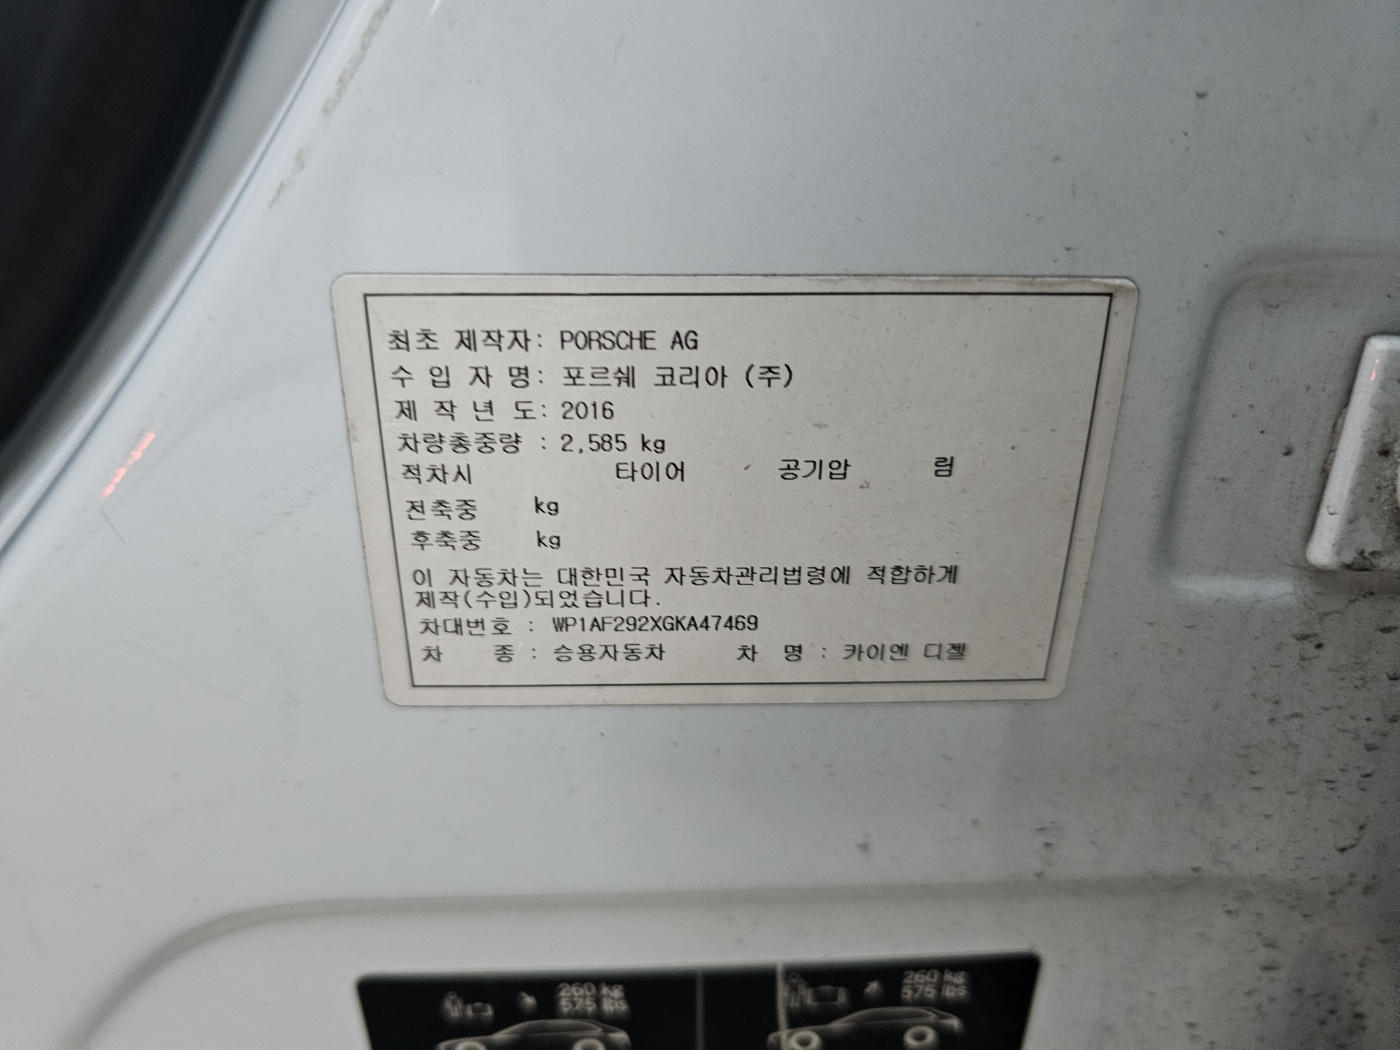 최초 제작자: PORSCHE AG
수 입 자 명: 포르쉐 코리아 (주)
제 작 년 도: 2016
차량총중량 : 2,585 kg
적차시 타이어 공기압 림
전축중 kg
후축중 kg
이 자동차는 대한민국 자동차관리법령에 적합하게
제작(수입)되었습니다.
차대번호 : WP1AF292XGKA47469
차 종 : 승용자동차 차 명 : 카이엔 디젤
260 kg 260 kg
575 lbs 575 lbs